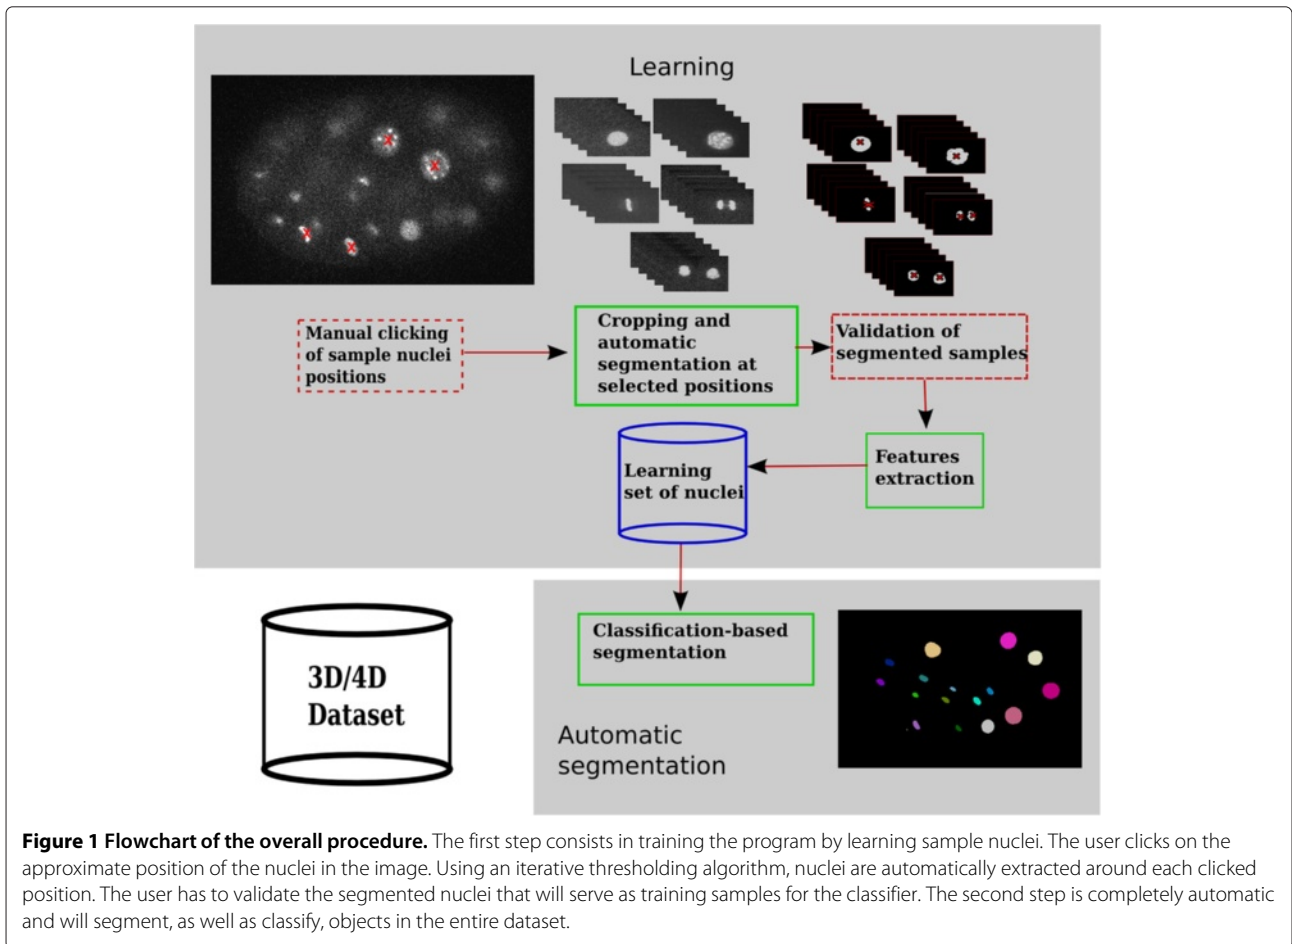 Learning
Manual clicking
of sample nuclei
positions
Cropping and
automatic
segmentation at
selected positions
Validation of
segmented samples
Learning
set of nuclei
Features
extraction
3D/4D
Dataset
Classification-based
segmentation
Automatic
segmentation
Figure 1 Flowchart of the overall procedure. The first step consists in training the program by learning sample nuclei. The user clicks on the
approximate position of the nuclei in the image. Using an iterative thresholding algorithm, nuclei are automatically extracted around each clicked
position. The user has to validate the segmented nuclei that will serve as training samples for the classifier. The second step is completely automatic
and will segment, as well as classify, objects in the entire dataset.